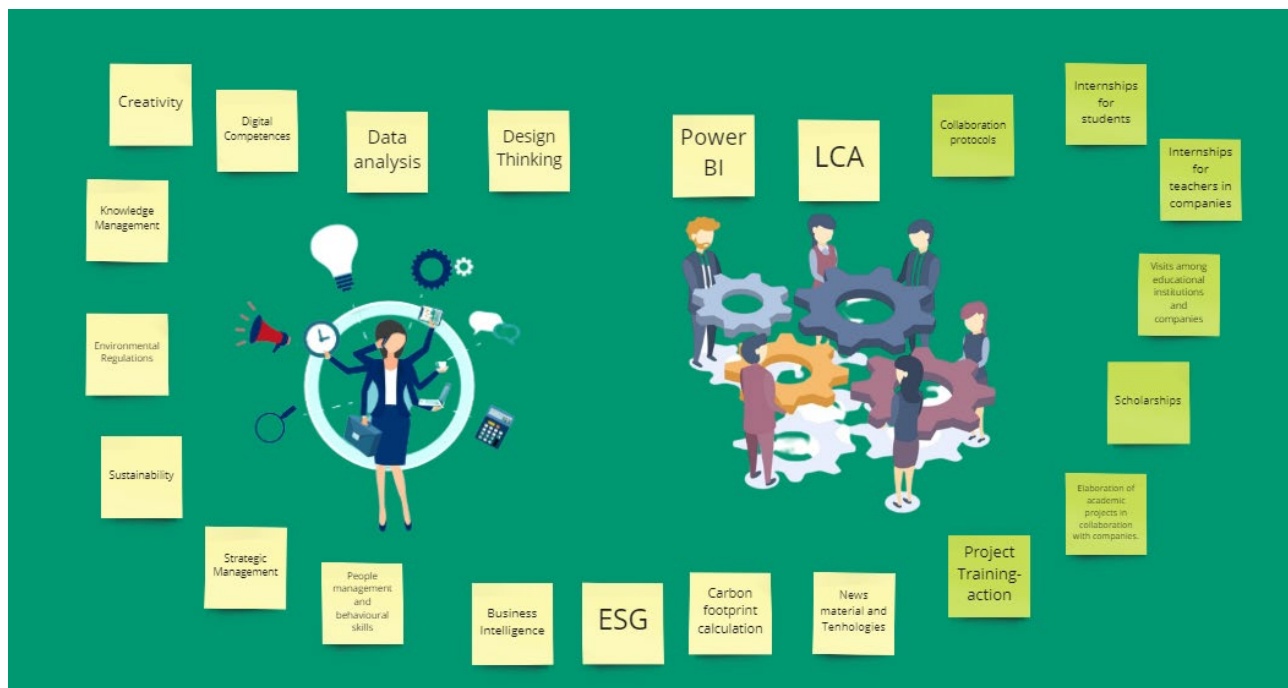 Creativity
Digital
Competences
Data
analysis
Design
Thinking
Power
BI
LCA
Collaboration
protocols
Internships
for
students
Internships
for
teachers in
companies
Knowledge
Management
Visits among
educational
institutions
and
companies
Environmental
Regulations
Scholarships
Sustainability
Elaboration of
academic
projects in
collaboration
with companies.
Strategic
Management
People
management
and
behavioural
skills
Business
Intelligence
ESG
Carbon
footprint
calculation
News
material and
Tenhologies
Project
Training-
action